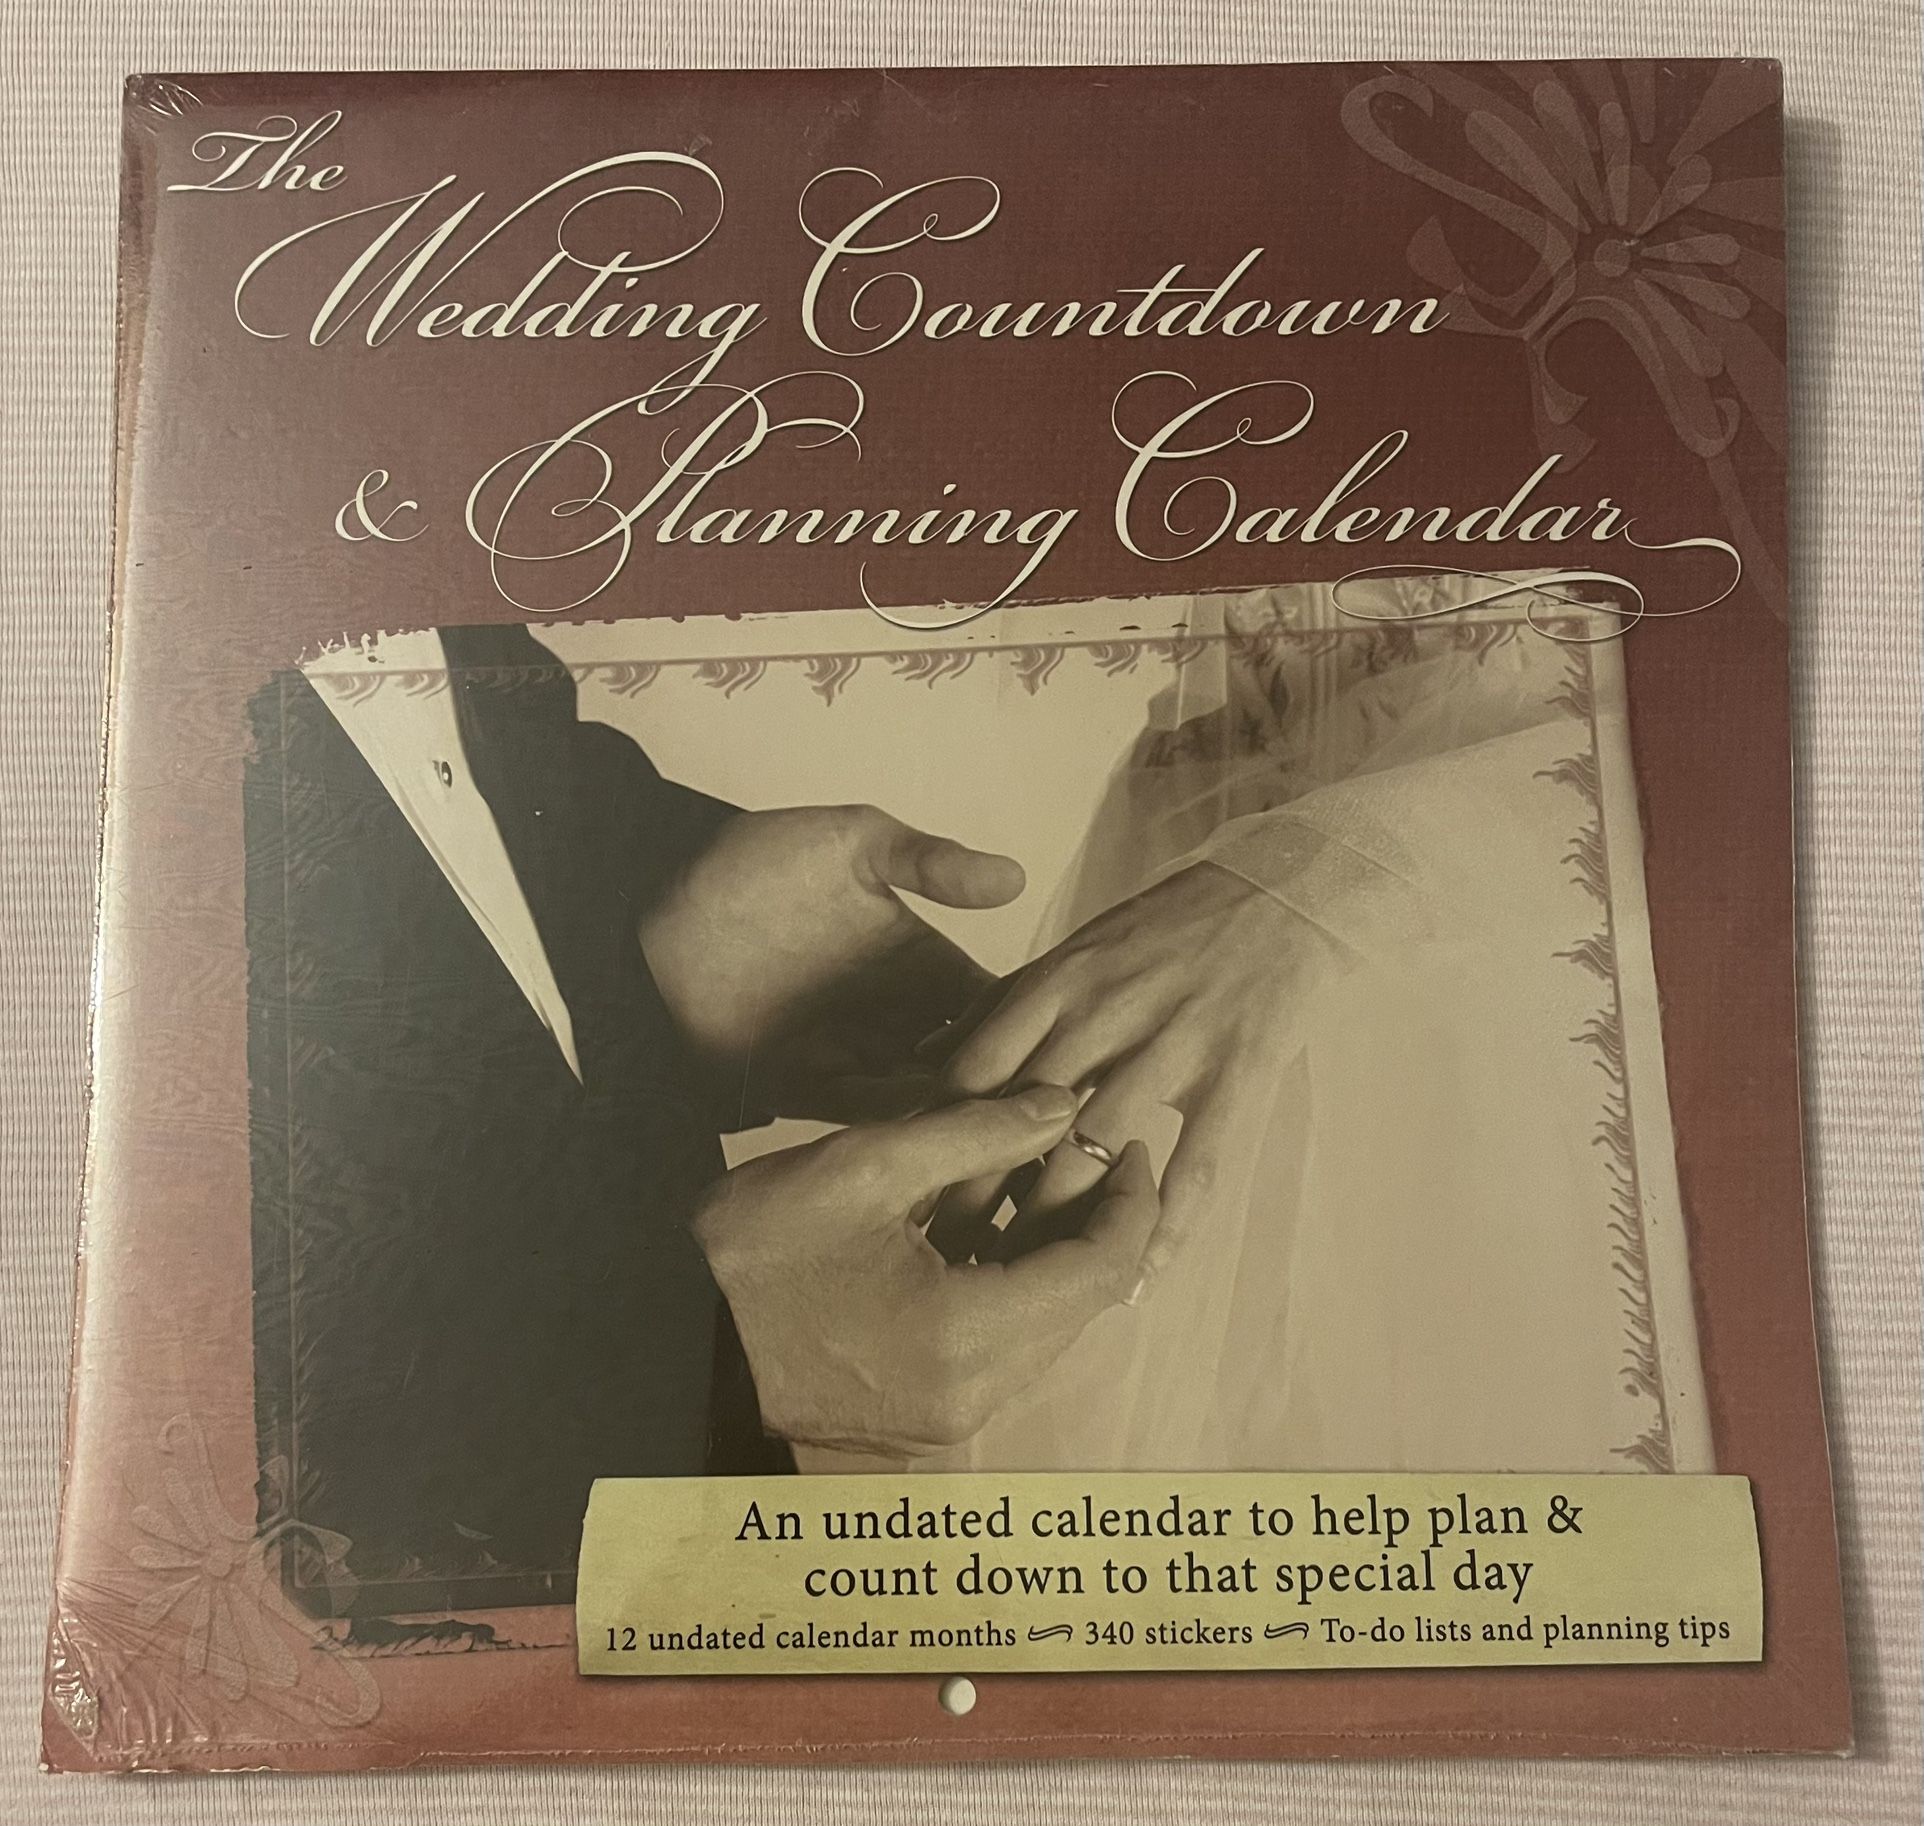 The
Wedding Countdown
& Planning Calendar
An undated calendar to help plan &
count down to that special day
12 undated calendar months 340 stickers To-do lists and planning tips